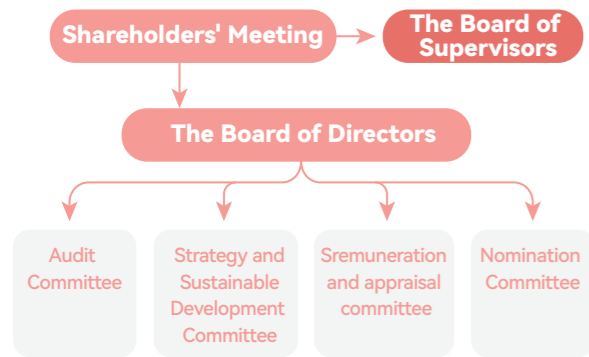 Shareholders' Meeting
The Board of
Supervisors
The Board of Directors
Audit
Committee
Strategy and
Sustainable
Development
Committee
Sremuneration
and appraisal
committee
Nomination
Committee